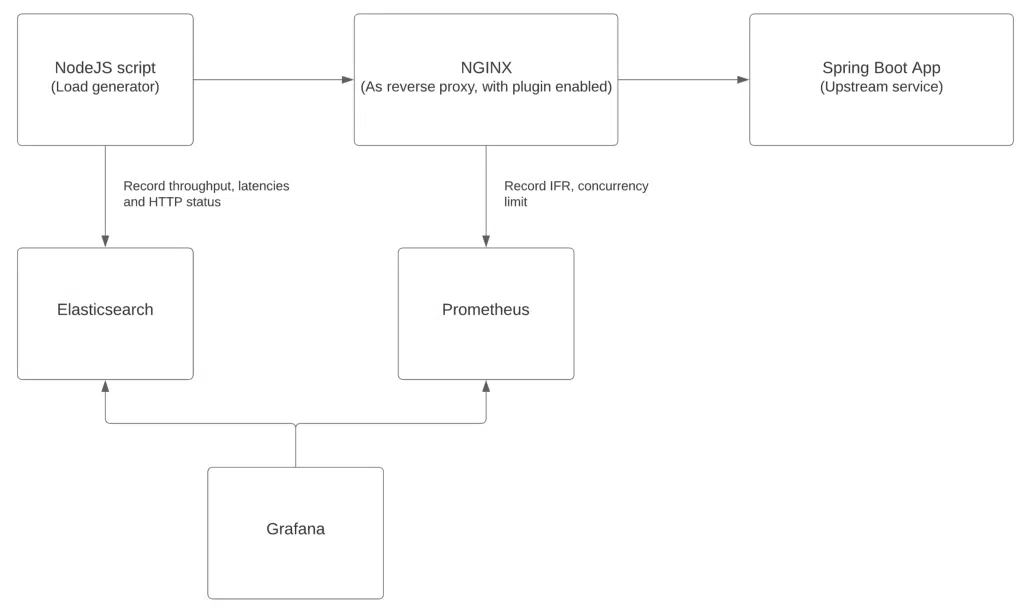 NodeJS script
(Load generator)
NGINX
(As reverse proxy, with plugin enabled)
Spring Boot App
(Upstream service)
Record throughput, latencies
and HTTP status
Record IFR, concurrency
limit
Elasticsearch
Prometheus
Grafana